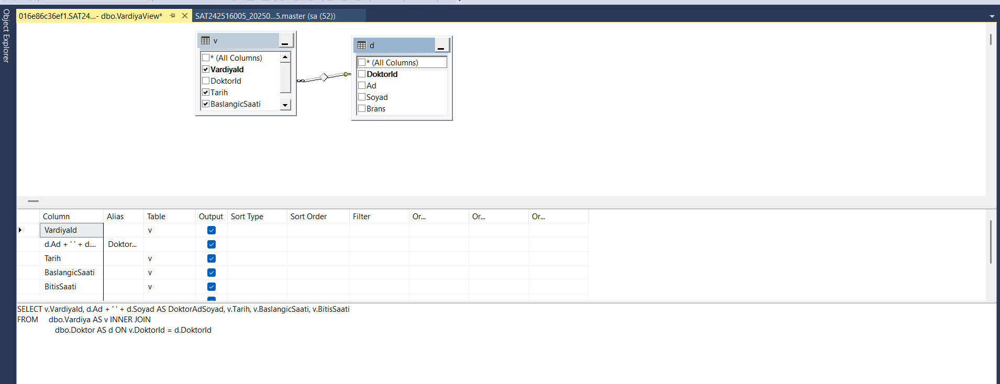 016e86c36ef1.SAT24...- dbo.VardiyaView*
SAT242516005_20250...5.master (sa (52))
Object Explorer
v
* (All Columns)
VardiyaId
DoktorId
Tarih
BaslangicSaati
d
* (All Columns)
DoktorId
Ad
Soyad
Brans
Column Alias Table Output Sort Type Sort Order Filter Or... Or... Or...
VardiyaId v
d.Ad + ' ' + d.... Doktor...
Tarih v
BaslangicSaati v
BitisSaati v
SELECT v.VardiyaId, d.Ad + ' ' + d.Soyad AS DoktorAdSoyad, v.Tarih, v.BaslangicSaati, v.BitisSaati
FROM dbo.Vardiya AS v INNER JOIN
dbo.Doktor AS d ON v.DoktorId = d.DoktorId